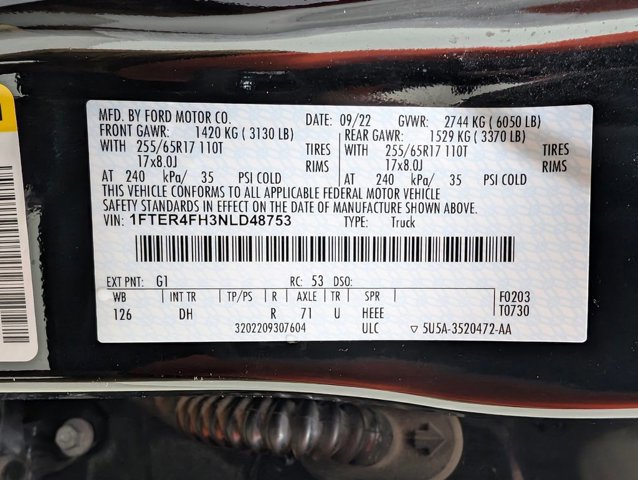 MFD. BY FORD MOTOR CO. DATE: 09/22 GVWR: 2744 KG ( 6050 LB)
FRONT GAWR: 1420 KG ( 3130 LB) REAR GAWR: 1529 KG ( 3370 LB)
WITH 255/65R17 110T TIRES WITH 255/65R17 110T TIRES
17x8.0J RIMS 17x8.0J RIMS
AT 240 kPa/ 35 PSI COLD AT 240 kPa/ 35 PSI COLD
THIS VEHICLE CONFORMS TO ALL APPLICABLE FEDERAL MOTOR VEHICLE
SAFETY STANDARDS IN EFFECT ON THE DATE OF MANUFACTURE SHOWN ABOVE.
VIN: 1FTER4FH3NLD48753 TYPE: Truck
EXT PNT: G1 RC: 53 DSO:
WB INT TR TP/PS R AXLE TR SPR F0203
126 DH R 71 U HEEE T0730
3202209307604 ULC ▽ 5U5A-3520472-AA